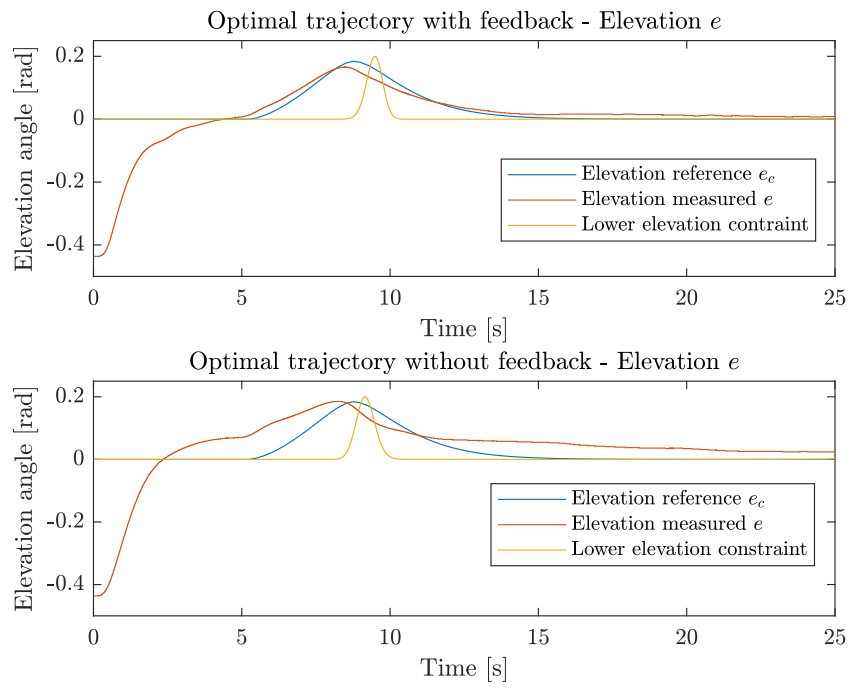 Optimal trajectory with feedback - Elevation e
Elevation angle [rad]
0.2
0
-0.2
-0.4
Elevation reference e_c
Elevation measured e
Lower elevation contraint
0 5 10 15 20 25
Time [s]
Optimal trajectory without feedback - Elevation e
Elevation angle [rad]
0.2
0
-0.2
-0.4
Elevation reference e_c
Elevation measured e
Lower elevation constraint
0 5 10 15 20 25
Time [s]